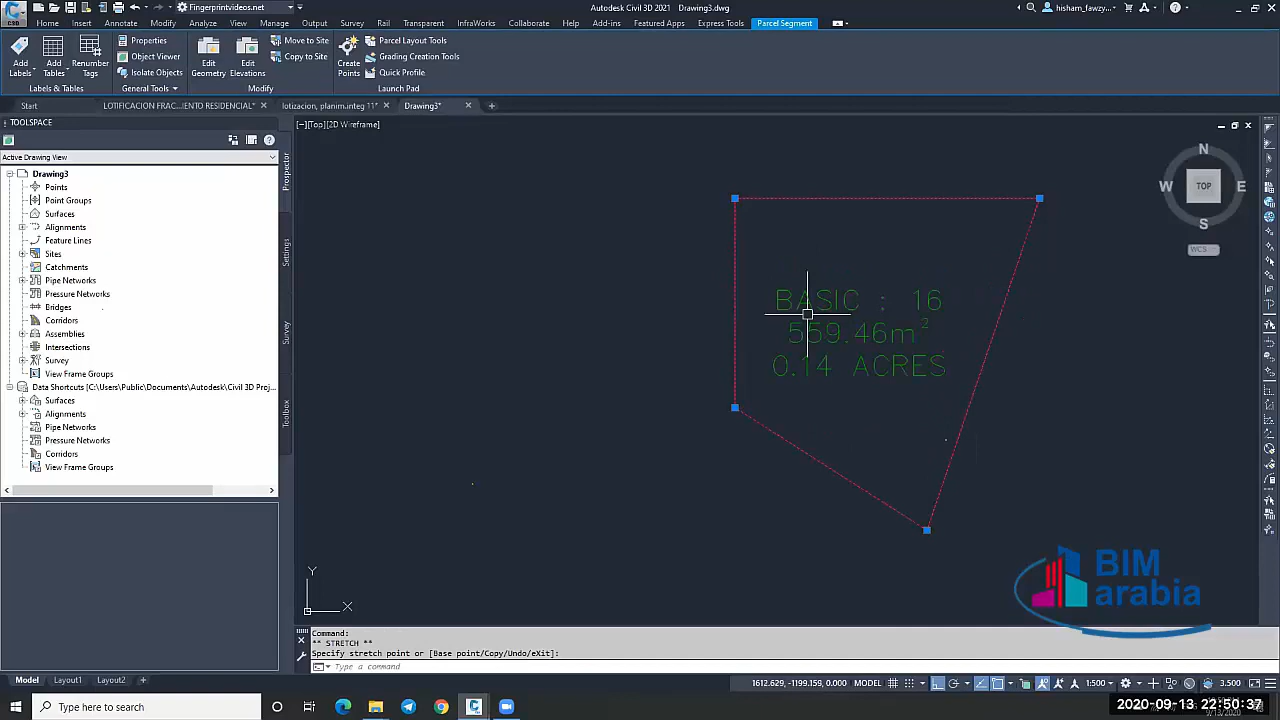 Fingerprintvideos.net
Autodesk Civil 3D 2021 Drawing3.dwg
hisham_fawzy...
Home Insert Annotate Modify Analyze View Manage Output Survey Rail Transparent InfraWorks Collaborate Help Add-ins Featured Apps Express Tools Parcel Segment
Add Labels
Add Tables
Renumber Tags
Properties
Object Viewer
Isolate Objects
Edit Geometry
Edit Elevations
Move to Site
Copy to Site
Create Points
Parcel Layout Tools
Grading Creation Tools
Quick Profile
Labels & Tables General Tools Modify Launch Pad
Start LOTIFICACION FRAC...IENTO RESIDENCIAL* lotizacion, planim.integ 11* Drawing3*
TOOLSPACE
[−][Top][2D Wireframe]
Active Drawing View
Drawing3
Points
Point Groups
Surfaces
Alignments
Feature Lines
Sites
Catchments
Pipe Networks
Pressure Networks
Bridges
Corridors
Assemblies
Intersections
Survey
View Frame Groups
Data Shortcuts [C:\Users\Public\Documents\Autodesk\Civil 3D Proj...
Surfaces
Alignments
Pipe Networks
Pressure Networks
Corridors
View Frame Groups
Prospector
Settings
Survey
Toolbox
BASIC : 16
559.46m²
0.14 ACRES
N
W TOP E
S
WCS
Y
X
BIM
arabia
Command:
** STRETCH **
Specify stretch point or [Base point/Copy/Undo/eXit]:
Type a command
Model Layout1 Layout2
1612.629, -1199.159, 0.000 MODEL 1:500 3.500
Type here to search
2020-09-13 22:50:37